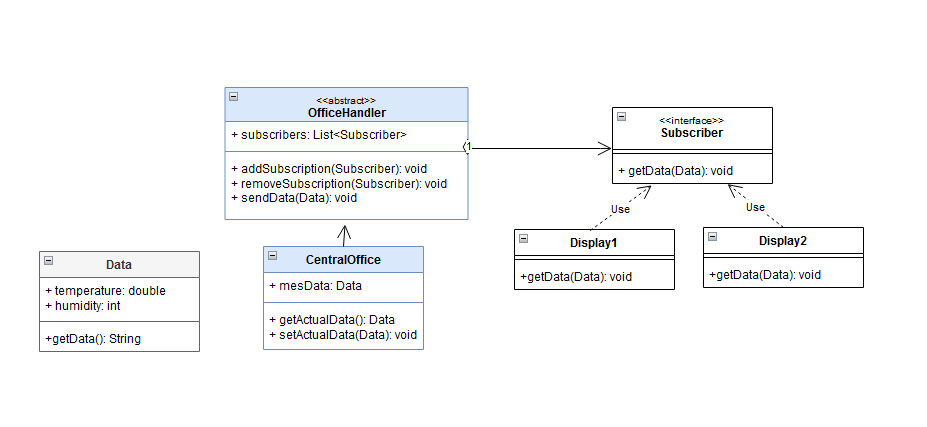 <<abstract>>
OfficeHandler
+ subscribers: List<Subscriber>
+ addSubscription(Subscriber): void
+ removeSubscription(Subscriber): void
+ sendData(Data): void
1
<<interface>>
Subscriber
+ getData(Data): void
Use
Use
Display1
+getData(Data): void
Display2
+getData(Data): void
Data
+ temperature: double
+ humidity: int
+getData(): String
CentralOffice
+ mesData: Data
+ getActualData(): Data
+ setActualData(Data): void